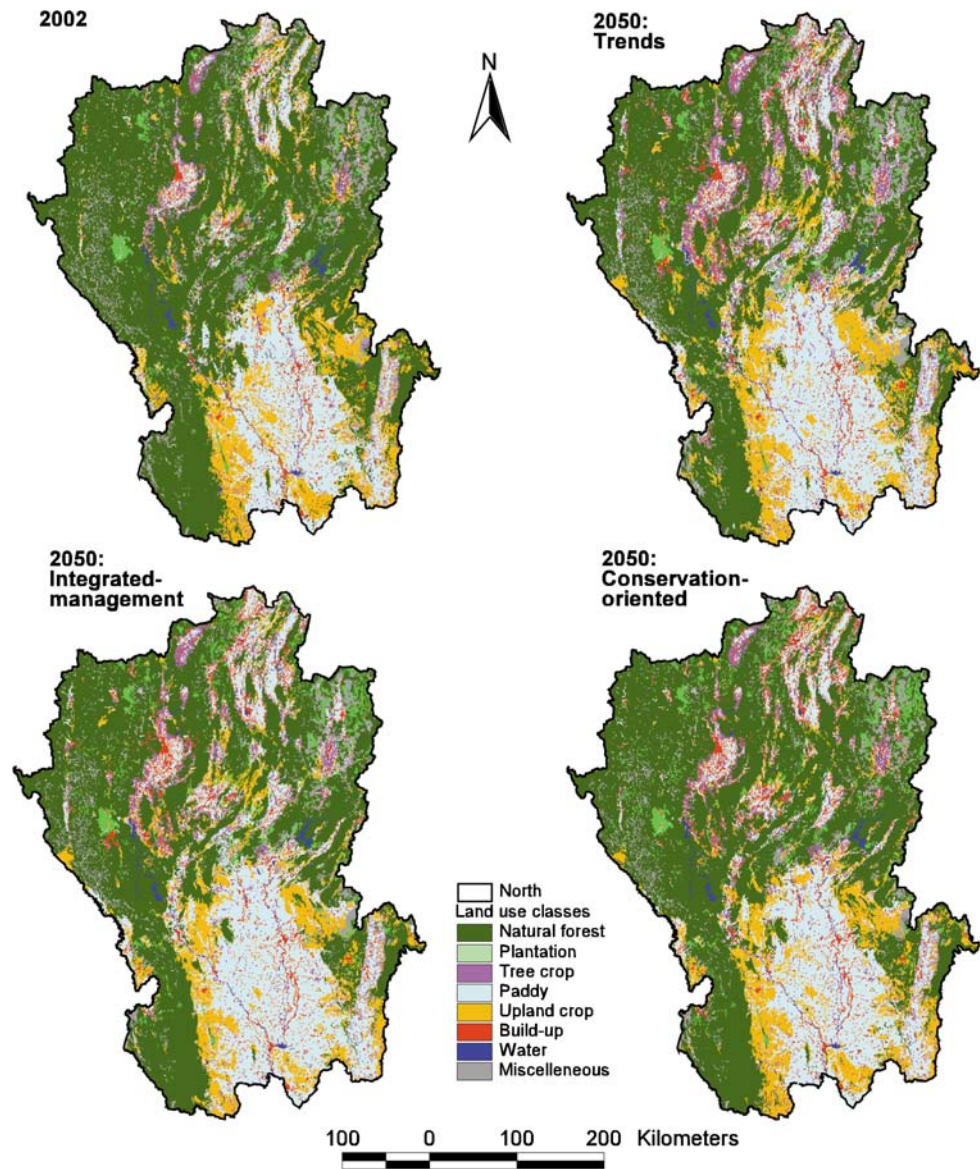 2002
2050:
Trends
N
2050:
Integrated-
management
2050:
Conservation-
oriented
North
Land use classes
Natural forest
Plantation
Tree crop
Paddy
Upland crop
Build-up
Water
Miscelleneous
100 0 100 200 Kilometers